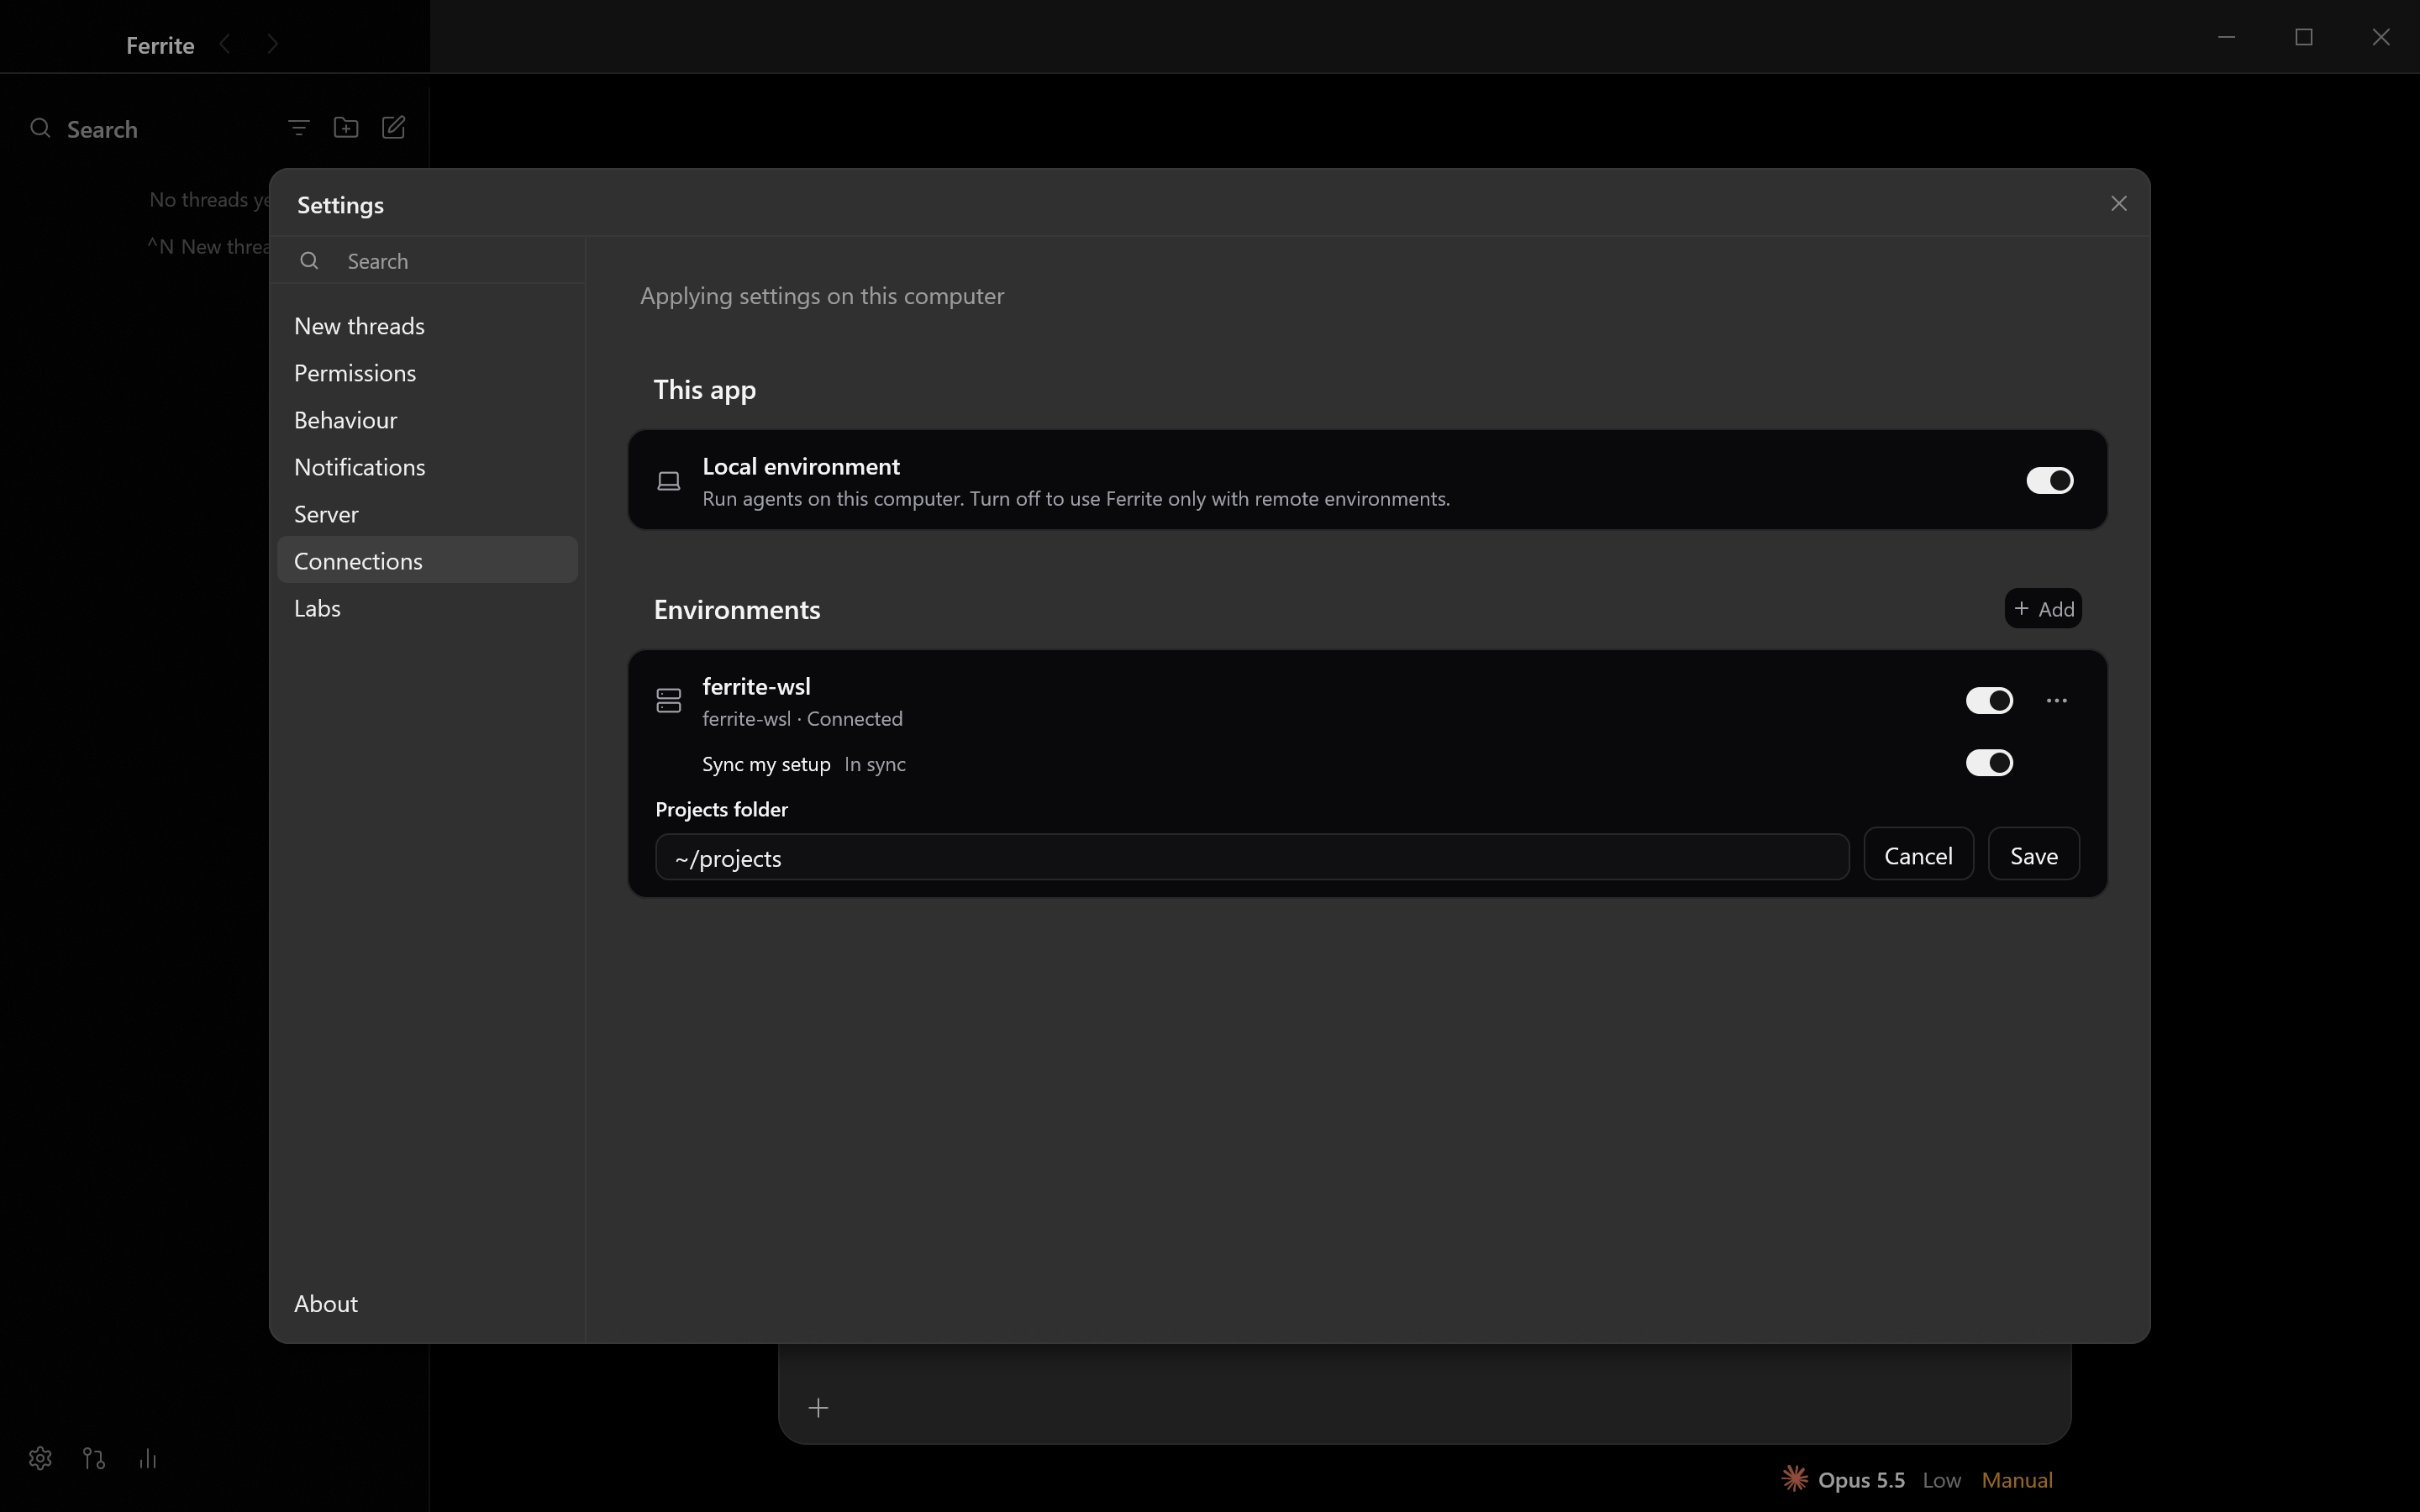 Ferrite
Search
No threads ye
^N New threa
Settings
Search
New threads
Permissions
Behaviour
Notifications
Server
Connections
Labs
About
Applying settings on this computer
This app
Local environment
Run agents on this computer. Turn off to use Ferrite only with remote environments.
Environments
+ Add
ferrite-wsl
ferrite-wsl · Connected
Sync my setup In sync
Projects folder
~/projects
Cancel
Save
Opus 5.5 Low Manual